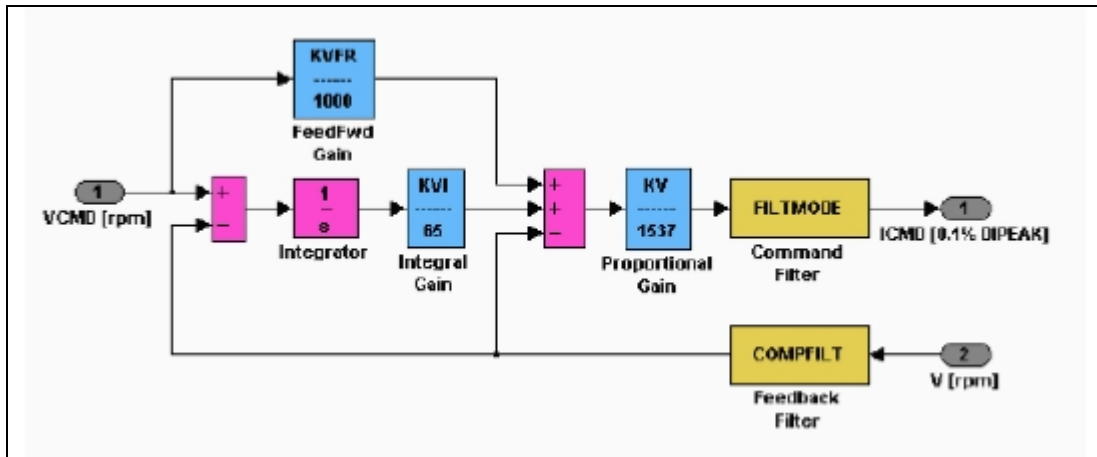 KVFR
------
1000
FeedFwd
Gain
1
VCMD [rpm]
+
−
1
s
Integrator
KVI
------
65
Integral
Gain
+
+
−
KV
------
1537
Proportional
Gain
FILTMODE
Command
Filter
1
ICMD [0.1% DIPEAK]
COMPFILT
Feedback
Filter
2
V [rpm]